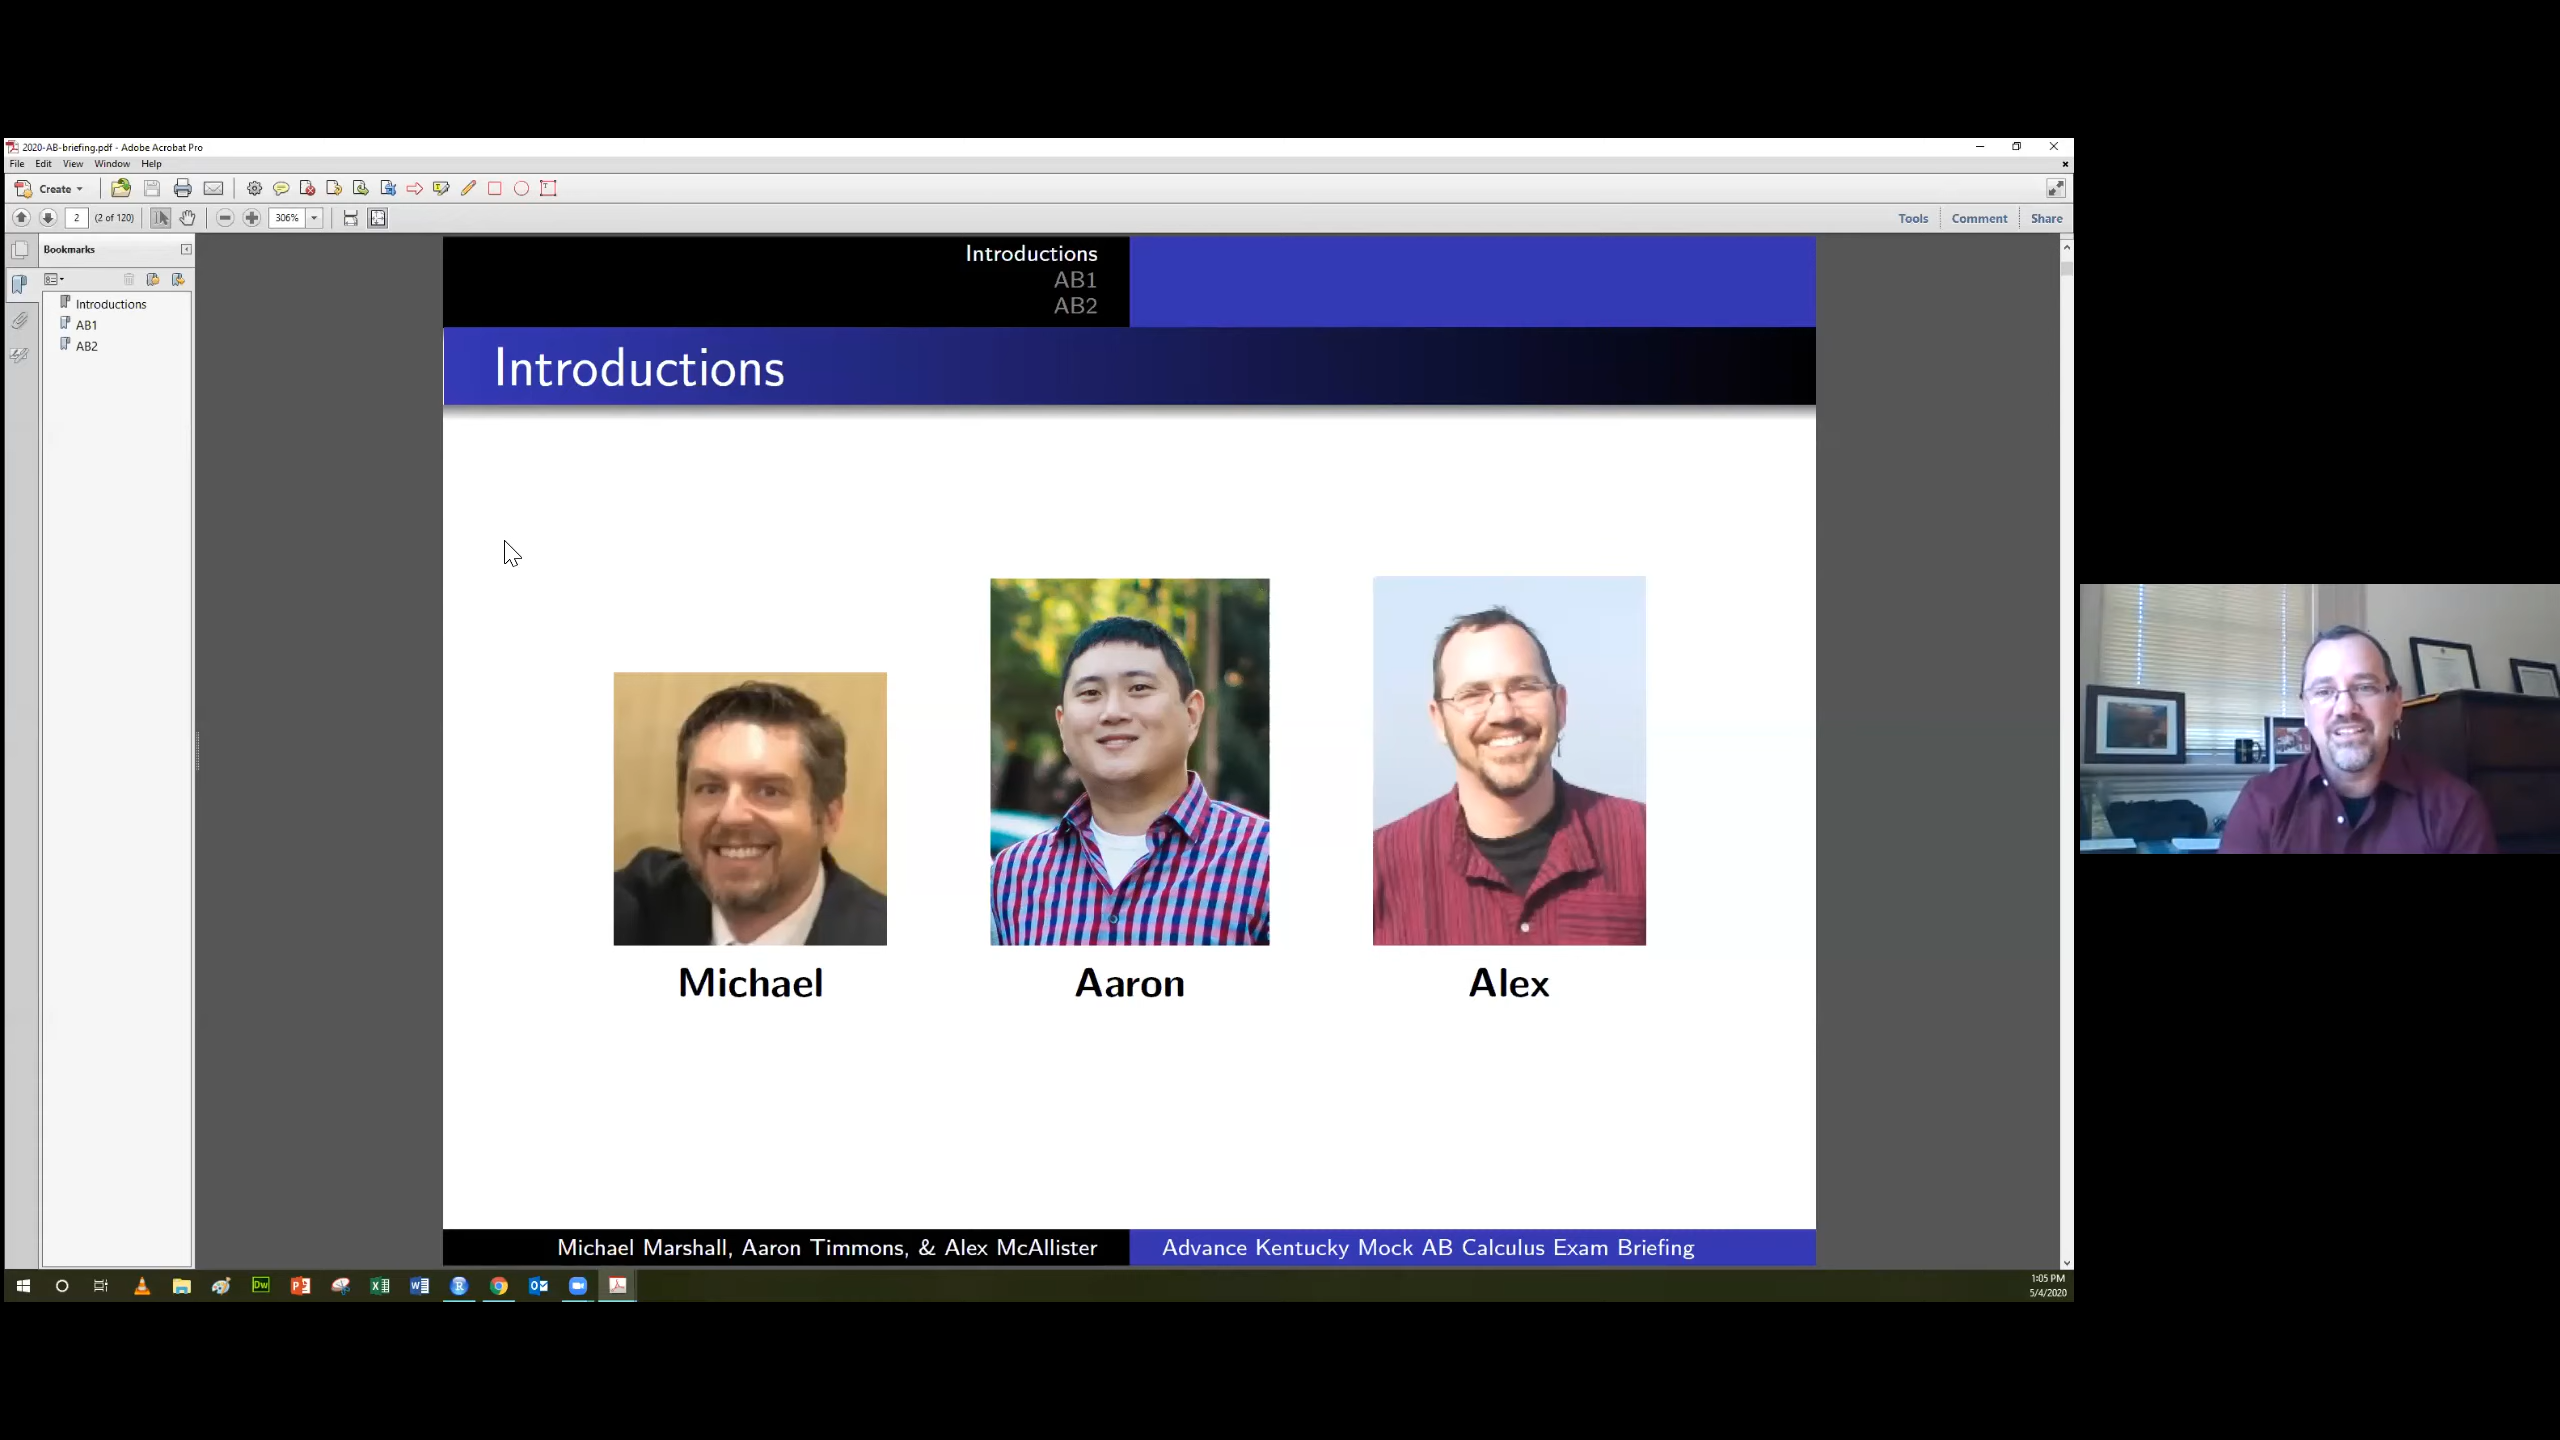 2020-AB-briefing.pdf - Adobe Acrobat Pro
File Edit View Window Help
Create
2 (2 of 120) 306% Tools Comment Share
Bookmarks
Introductions
AB1
AB2
Introductions
AB1
AB2
Introductions
Michael Aaron Alex
Michael Marshall, Aaron Timmons, & Alex McAllister Advance Kentucky Mock AB Calculus Exam Briefing
1:05 PM
5/4/2020